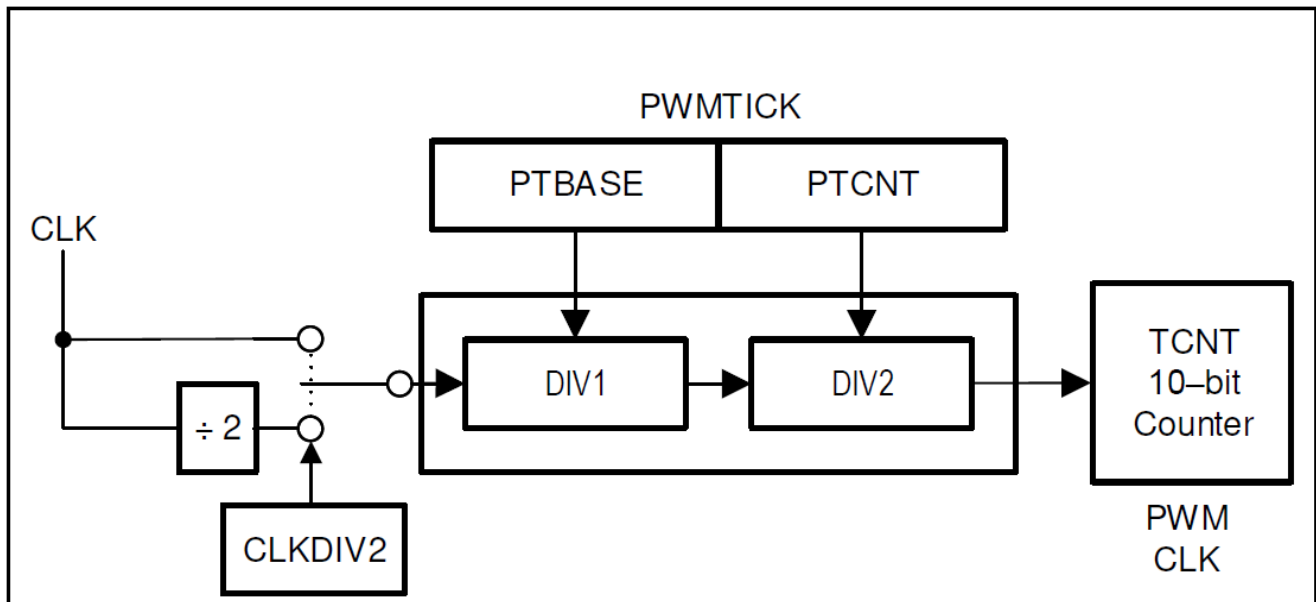 PWMTICK
PTBASE
PTCNT
CLK
DIV1
DIV2
TCNT
10–bit
Counter
÷ 2
CLKDIV2
PWM
CLK